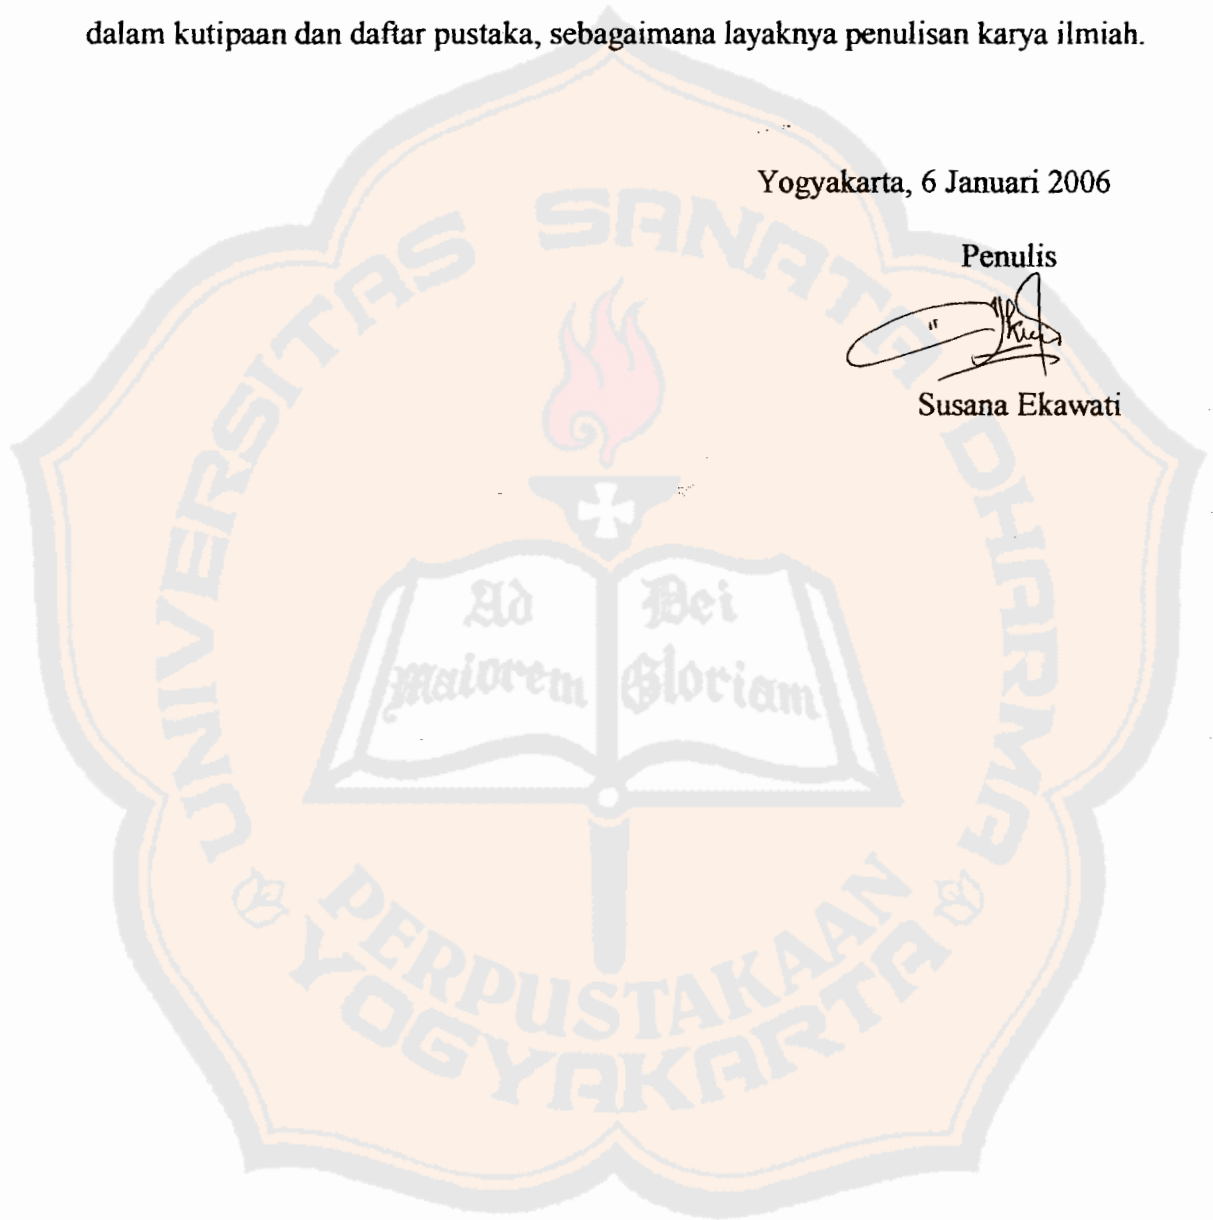 dalam kutipaan dan daftar pustaka, sebagaimana layaknya penulisan karya ilmiah.
Yogyakarta, 6 Januari 2006
Penulis
Susana Ekawati
UNIVERSITAS SANATA DHARMA
Ad Dei
Maiorem Gloriam
PERPUSTAKAAN
YOGYAKARTA